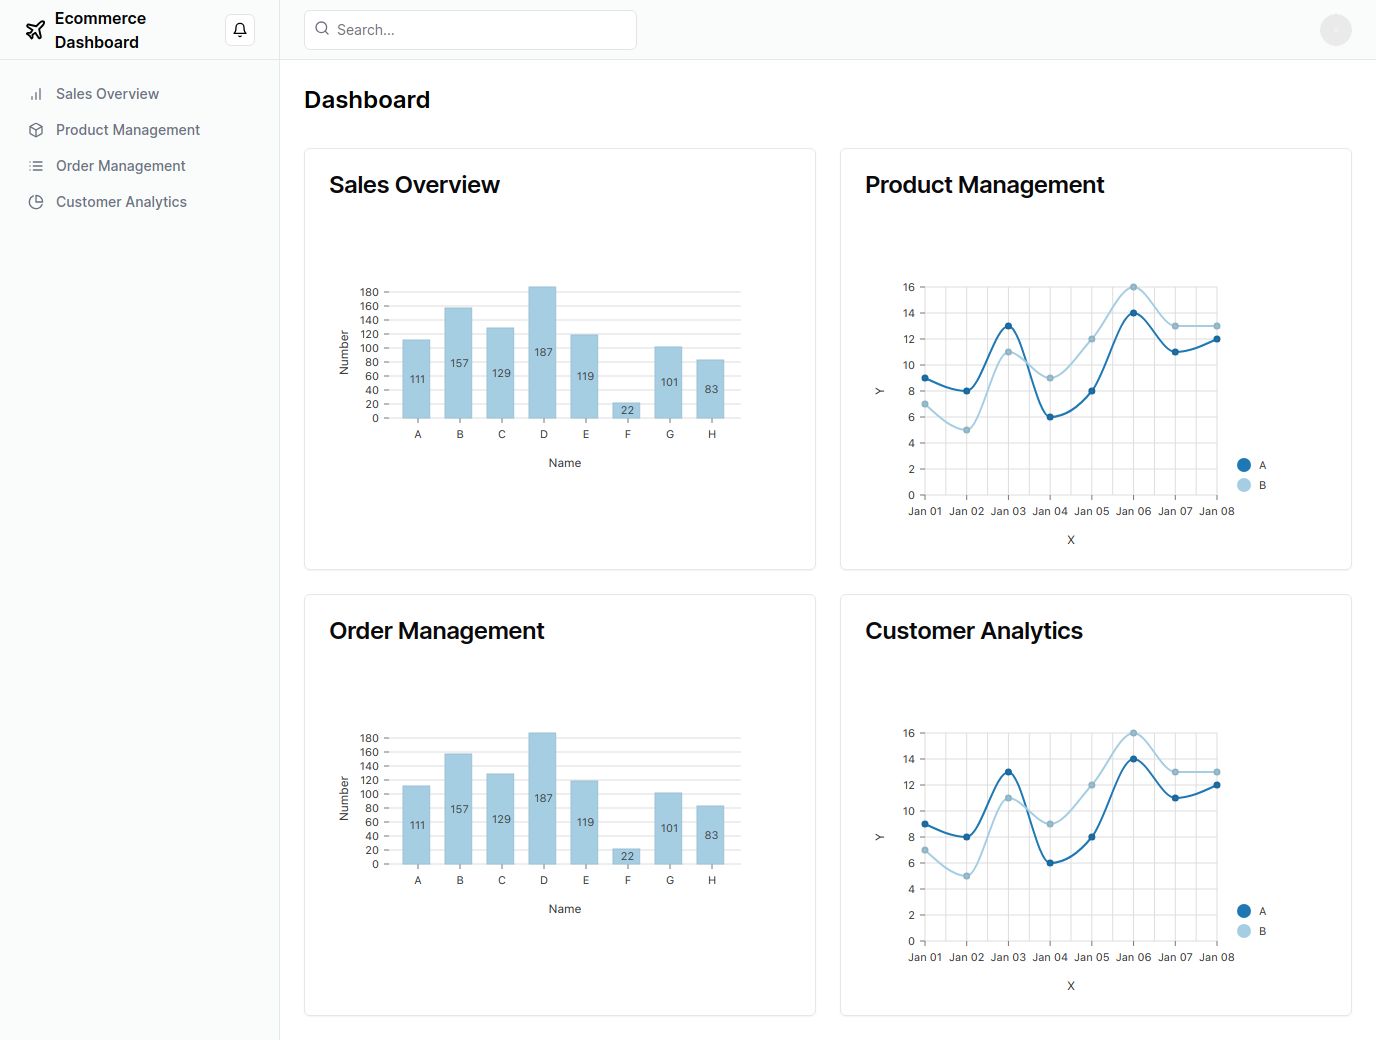 Ecommerce
Dashboard
Search...
Sales Overview
Product Management
Order Management
Customer Analytics
Dashboard
Sales Overview
180
160
140
120
100
80
60
40
20
0
Number
111
157
129
187
119
22
101
83
A B C D E F G H
Name
Product Management
16
14
12
10
8
6
4
2
0
Y
Jan 01 Jan 02 Jan 03 Jan 04 Jan 05 Jan 06 Jan 07 Jan 08
X
A
B
Order Management
180
160
140
120
100
80
60
40
20
0
Number
111
157
129
187
119
22
101
83
A B C D E F G H
Name
Customer Analytics
16
14
12
10
8
6
4
2
0
Y
Jan 01 Jan 02 Jan 03 Jan 04 Jan 05 Jan 06 Jan 07 Jan 08
X
A
B